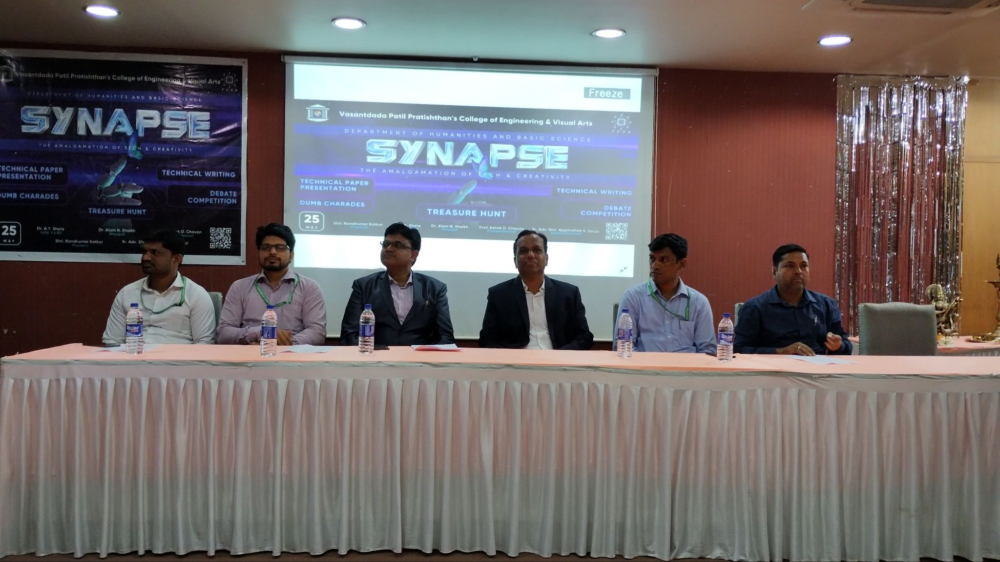 Vasantdada Patil Pratishthan's College of Engineering & Visual Arts
FESA
DEPARTMENT OF HUMANITIES AND BASIC SCIENCE
SYNAPSE
THE AMALGAMATION OF TECH & CREATIVITY
TECHNICAL PAPER
PRESENTATION
TECHNICAL WRITING
DUMB CHARADES
DEBATE
COMPETITION
TREASURE HUNT
25
MAY
Dr. A.Y. Shete
(HOD: H & BS)
Dr. Alam N. Shaikh
(Principal)
D. Chavan
Shri. Nandkumar Katkar
(President)
Sr. Adv.
Freeze
Vasantdada Patil Pratishthan's College of Engineering & Visual Arts
FESA
DEPARTMENT OF HUMANITIES AND BASIC SCIENCE
SYNAPSE
THE AMALGAMATION OF TECH & CREATIVITY
TECHNICAL PAPER
PRESENTATION
TECHNICAL WRITING
DUMB CHARADES
DEBATE
COMPETITION
TREASURE HUNT
25
MAY
Shri. Nandkumar Katkar
(President)
Shete
Dr. Alam N. Shaikh
(Principal)
Prof. Ashok D. Chavan
(Campus Director)
Sr. Adv. Shri. Appasaheb S. Desai
(General Secretary)
Divine
Divine